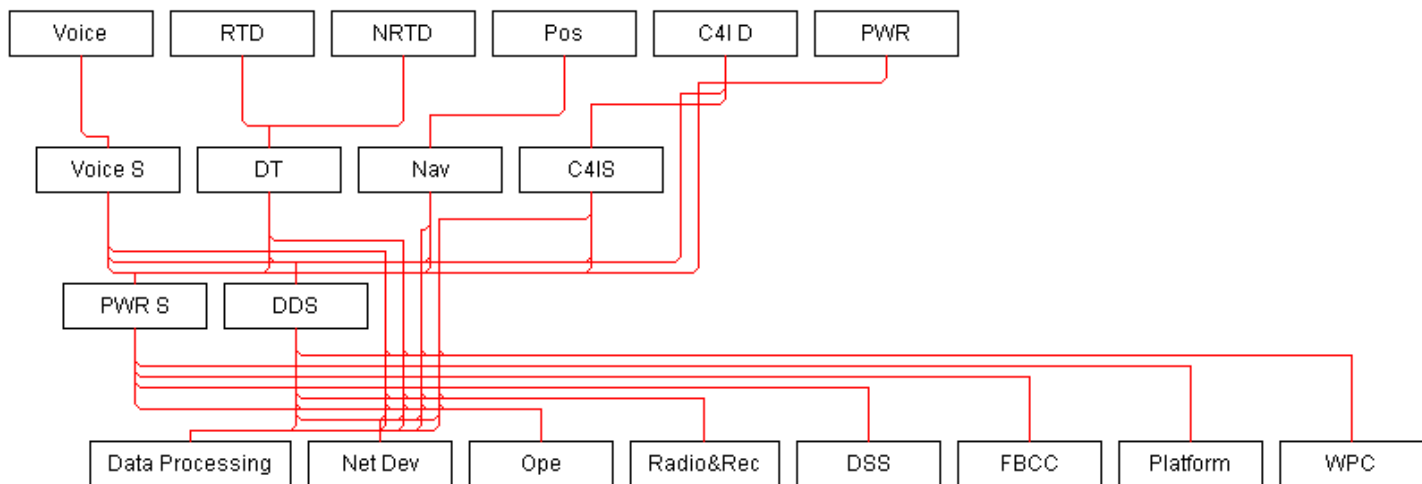 Voice
RTD
NRTD
Pos
C4I D
PWR
Voice S
DT
Nav
C4IS
PWR S
DDS
Data Processing
Net Dev
Ope
Radio&Rec
DSS
FBCC
Platform
WPC